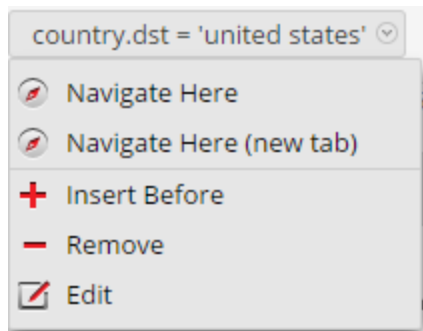 country.dst = 'united states'
Navigate Here
Navigate Here (new tab)
Insert Before
Remove
Edit